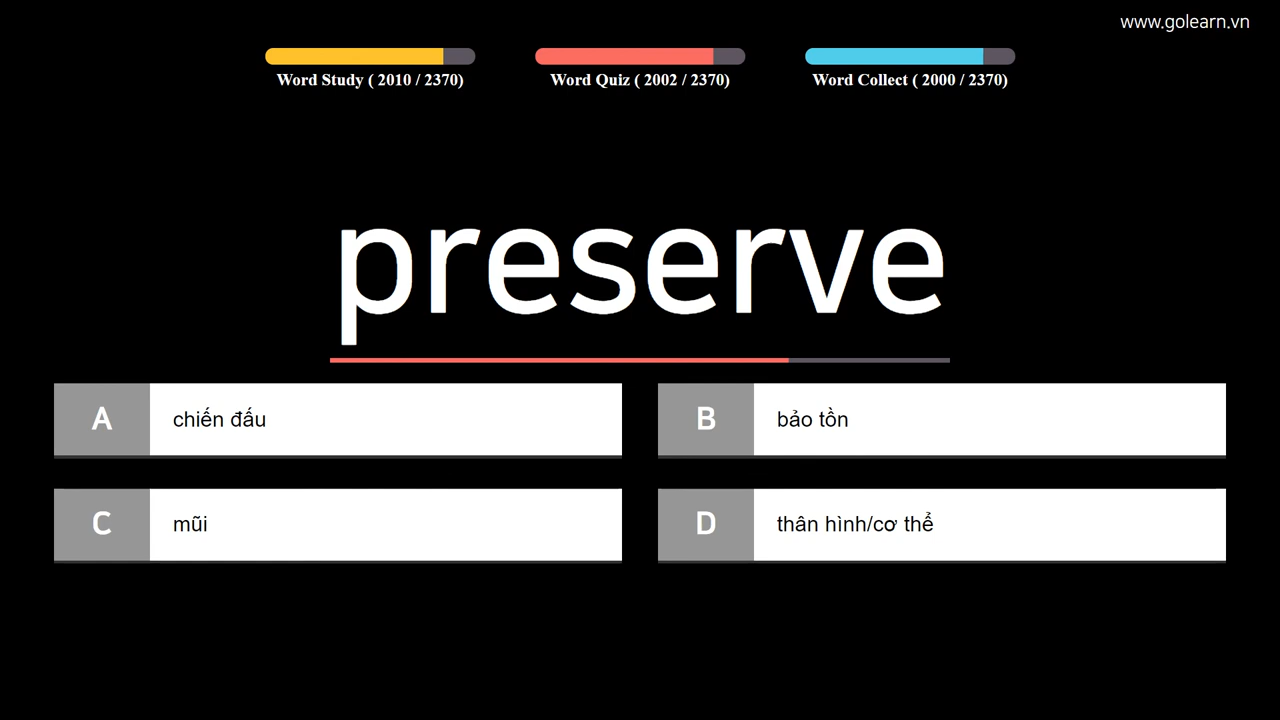 www.golearn.vn
Word Study ( 2010 / 2370)
Word Quiz ( 2002 / 2370)
Word Collect ( 2000 / 2370)
preserve
A chiến đấu
B bảo tồn
C mũi
D thân hình/cơ thể